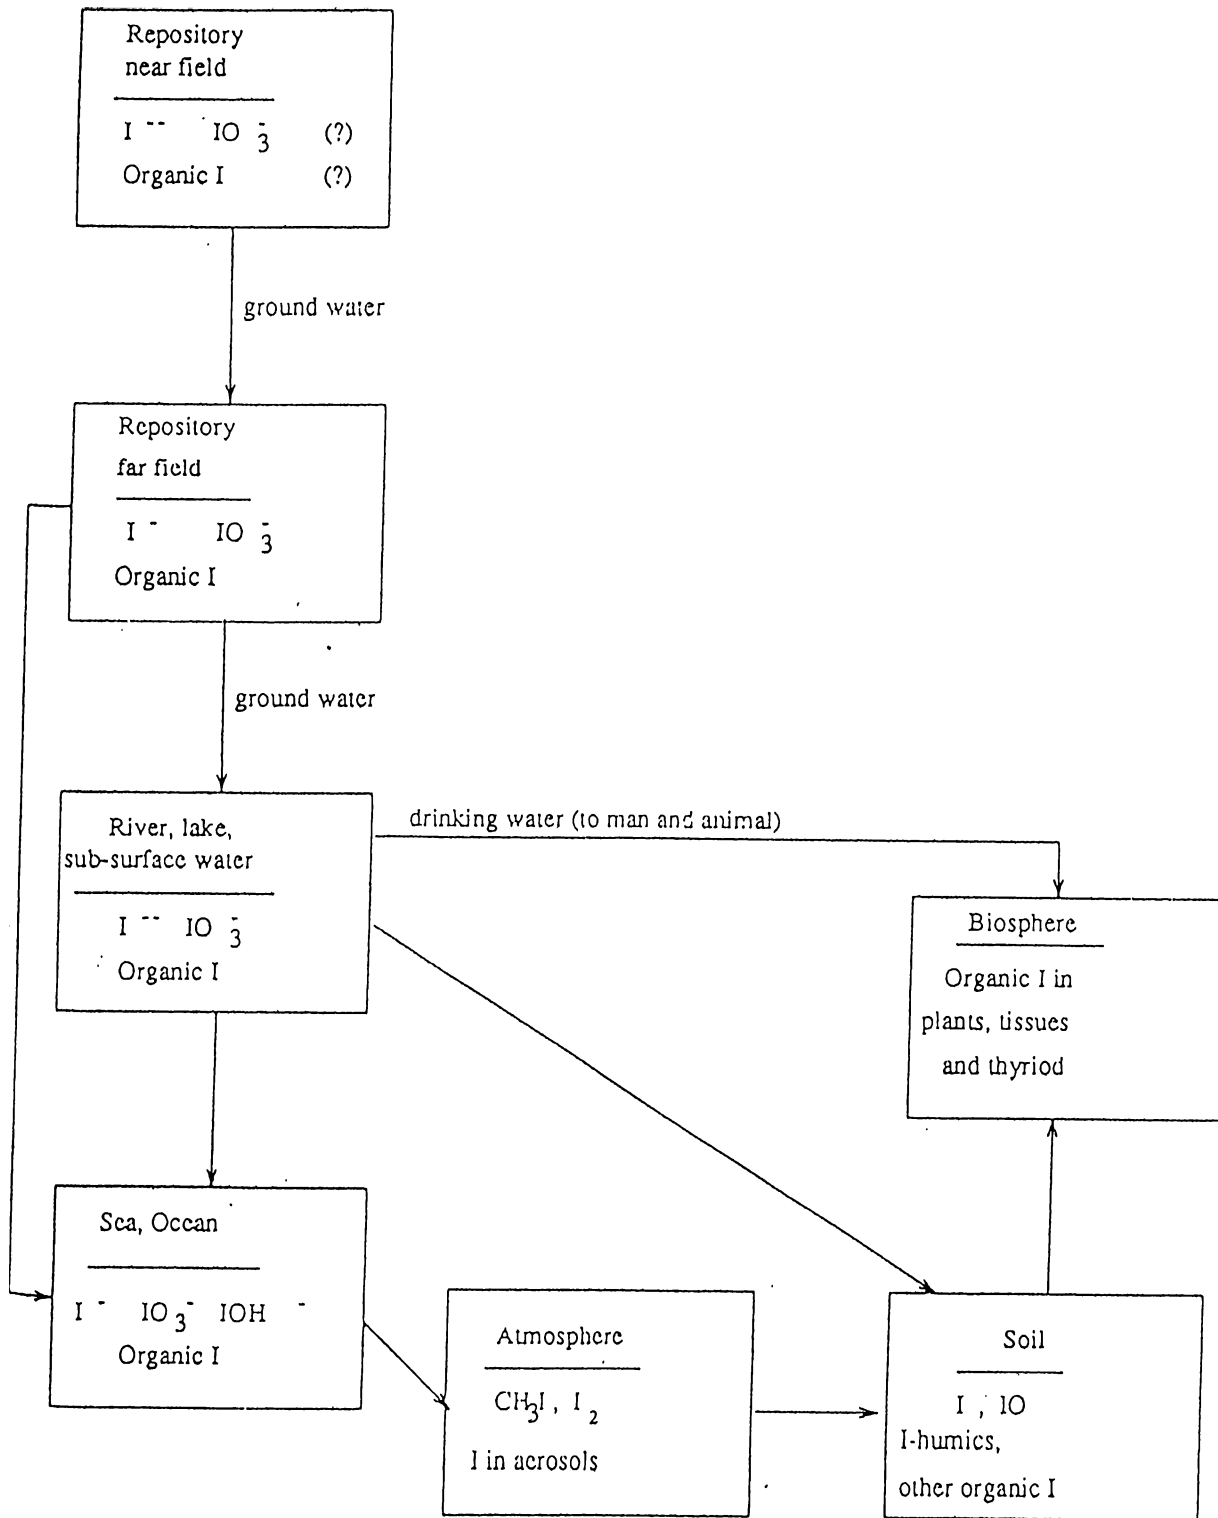 Repository
near field
I -- IO3- (?)
Organic I (?)
ground water
Repository
far field
I - IO3-
Organic I
ground water
River, lake,
sub-surface water
I -- IO3-
Organic I
drinking water (to man and animal)
Biosphere
Organic I in
plants, tissues
and thyriod
Sea, Ocean
I - IO3- IOH -
Organic I
Atmosphere
CH3I, I2
I in aerosols
Soil
I , IO
I-humics,
other organic I